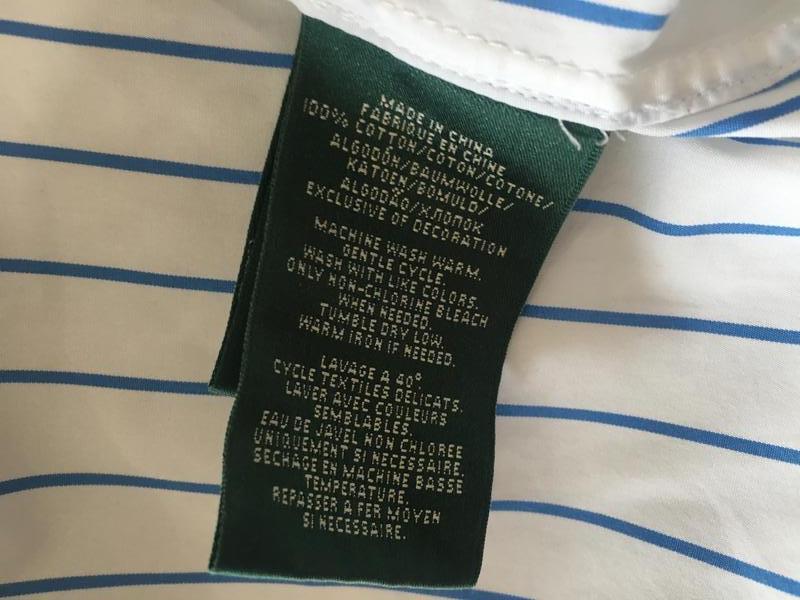 MADE IN CHINA
FABRIQUE EN CHINE
100% COTTON/COTON/COTONE/
ALGODÓN/BAUMWOLLE/
KATOEN/BOMULD/
ALGODÃO/ХЛОПОК
EXCLUSIVE OF DECORATION
MACHINE WASH WARM.
GENTLE CYCLE.
WASH WITH LIKE COLORS.
ONLY NON-CHLORINE BLEACH
WHEN NEEDED.
TUMBLE DRY LOW.
WARM IRON IF NEEDED.
LAVAGE A 40°
CYCLE TEXTILES DELICATS.
LAVER AVEC COULEURS
SEMBLABLES.
EAU DE JAVEL NON CHLOREE
UNIQUEMENT SI NECESSAIRE.
SECHAGE EN MACHINE BASSE
TEMPERATURE.
REPASSER A FER MOYEN
SI NECESSAIRE.